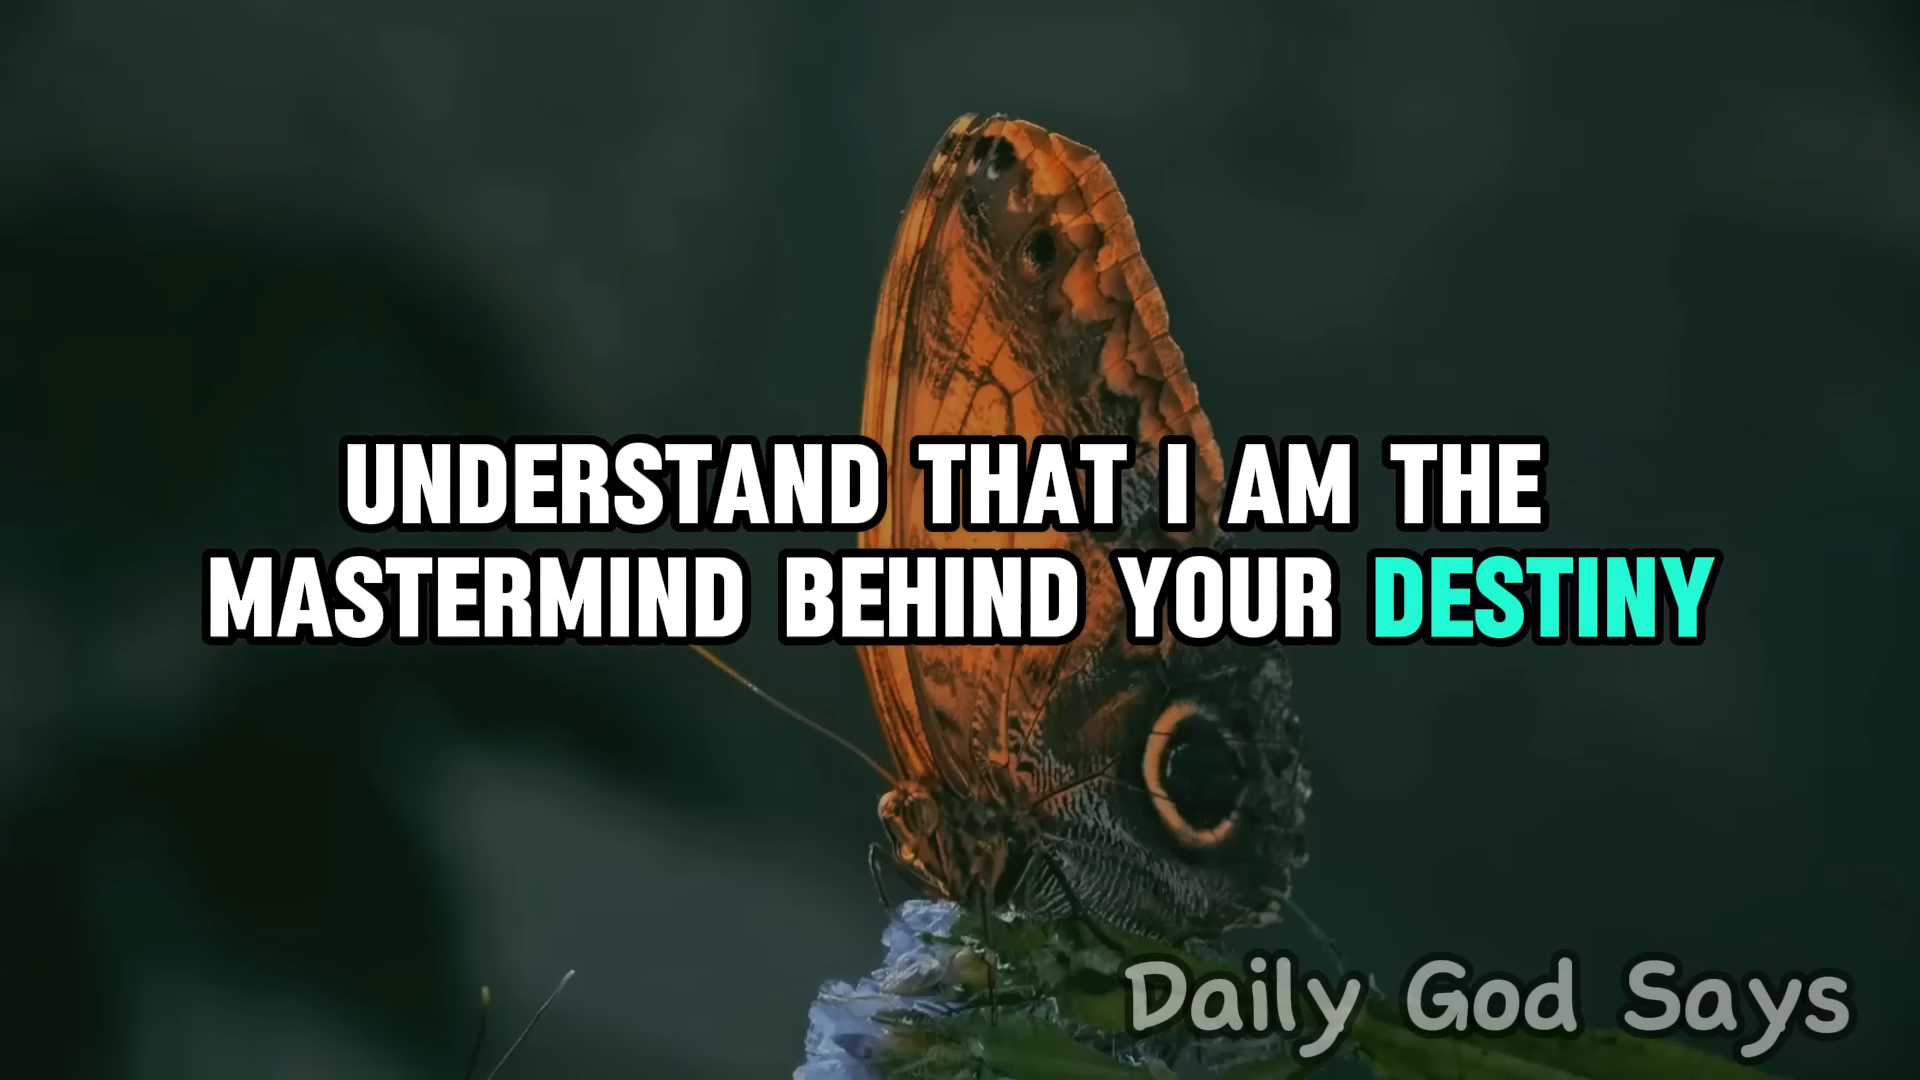 UNDERSTAND THAT I AM THE
MASTERMIND BEHIND YOUR DESTINY
Daily God Says